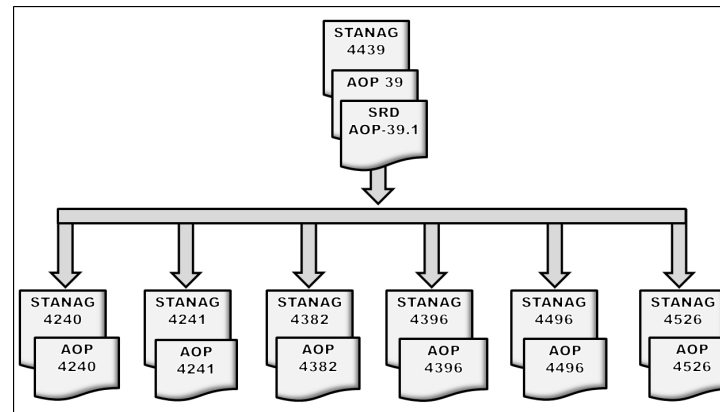 STANAG
4439
AOP 39
SRD
AOP-39.1
STANAG
4240
AOP
4240
STANAG
4241
AOP
4241
STANAG
4382
AOP
4382
STANAG
4396
AOP
4396
STANAG
4496
AOP
4496
STANAG
4526
AOP
4526